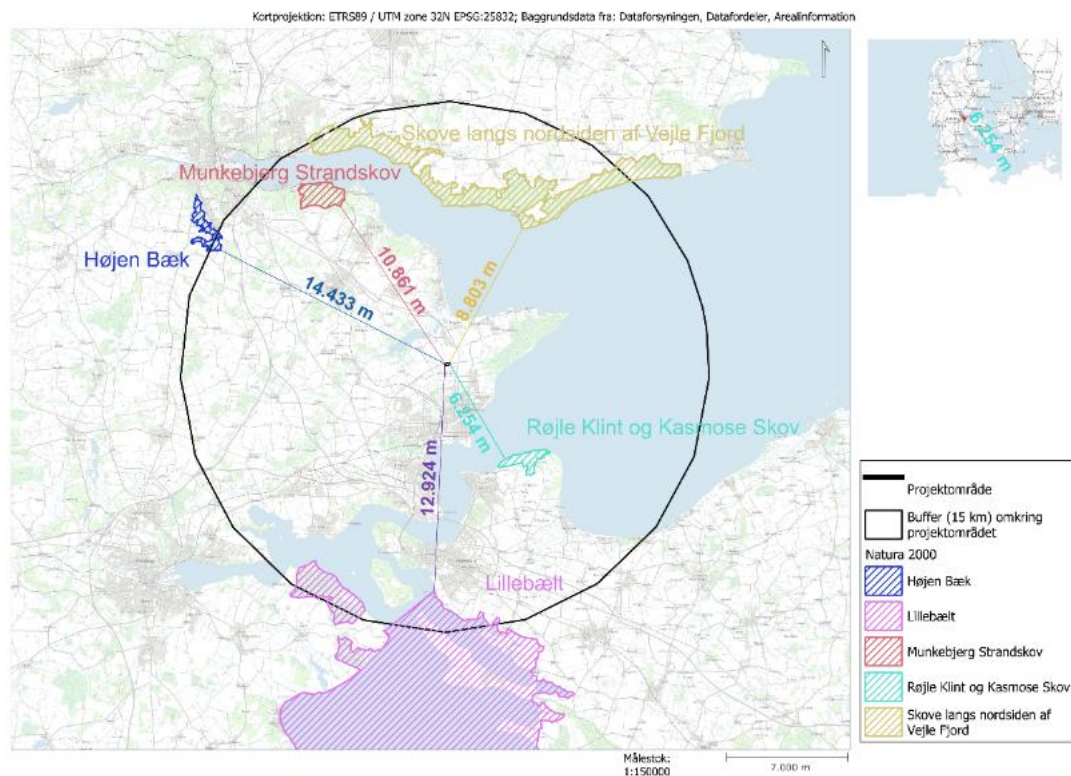 Kortprojektion: ETRS89 / UTM zone 32N EPSG:25832; Baggrundsdata fra: Dataforsyningen, Datafordeler, Arealinformation
Skove langs nordsiden af Vejle Fjord
Munkebjerg Strandskov
Højen Bæk
14.433 m
10.861 m
8.803 m
6.254 m
12.924 m
Røjle Klint og Kasmose Skov
Lillebælt
6.254 m
Projektområde
Buffer (15 km) omkring
projektområdet
Natura 2000
Højen Bæk
Lillebælt
Munkebjerg Strandskov
Røjle Klint og Kasmose Skov
Skove langs nordsiden af
Vejle Fjord
Målestok:
1:150000
7.000 m